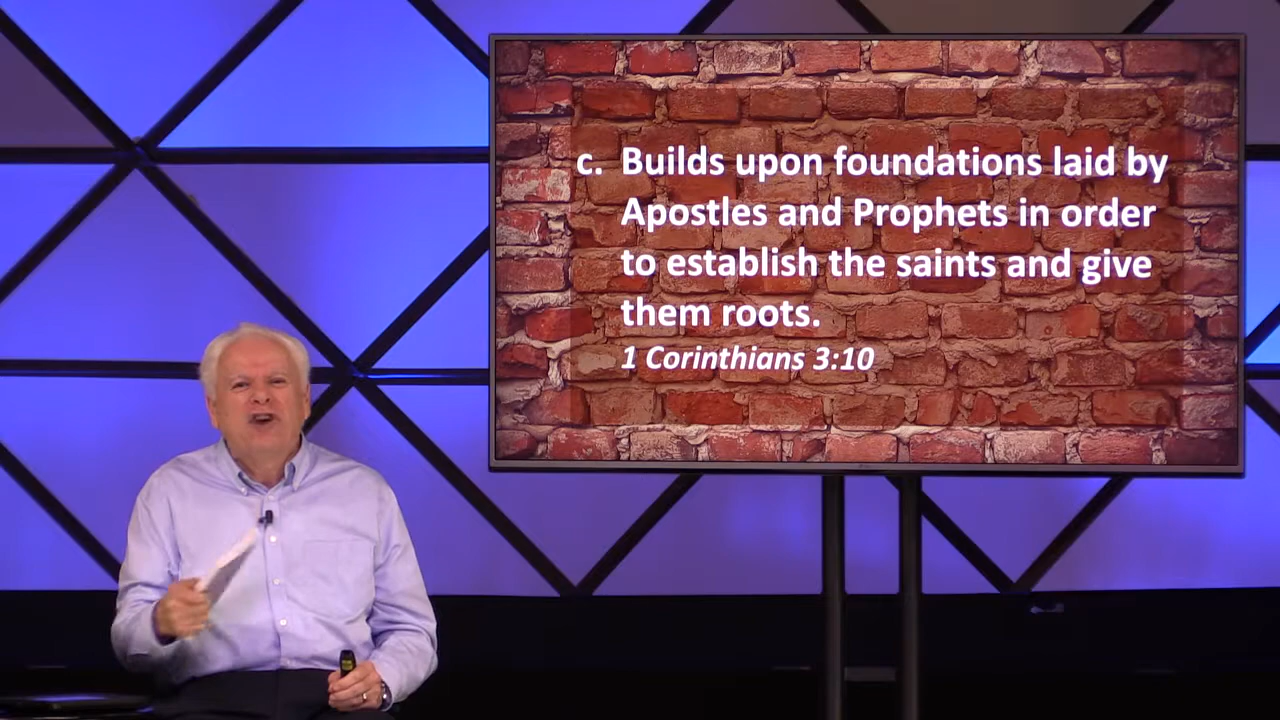 c. Builds upon foundations laid by
Apostles and Prophets in order
to establish the saints and give
them roots.
1 Corinthians 3:10